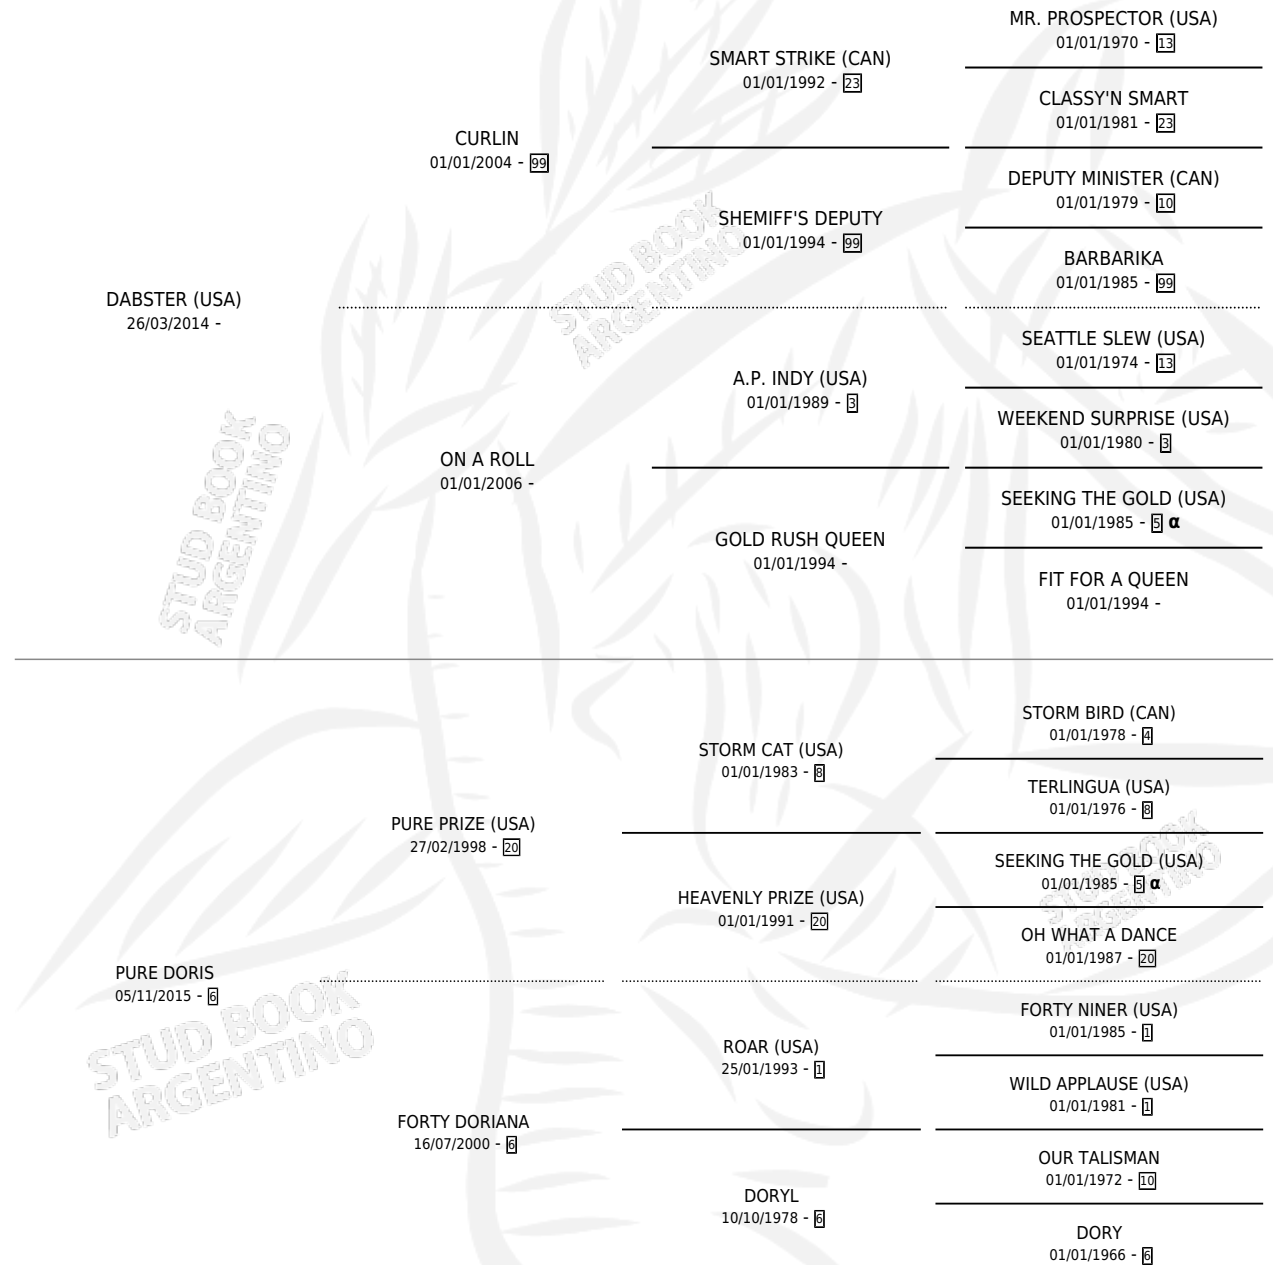 MR. PROSPECTOR (USA)
01/01/1970 - 13
SMART STRIKE (CAN)
01/01/1992 - 23
CLASSY'N SMART
01/01/1981 - 23
CURLIN
01/01/2004 - 99
DEPUTY MINISTER (CAN)
01/01/1979 - 10
SHEMIFF'S DEPUTY
01/01/1994 - 99
BARBARIKA
01/01/1985 - 99
STUD BOOK
ARGENTINO
DABSTER (USA)
26/03/2014 -
SEATTLE SLEW (USA)
01/01/1974 - 13
A.P. INDY (USA)
01/01/1989 - 3
WEEKEND SURPRISE (USA)
01/01/1980 - 3
ON A ROLL
01/01/2006 -
SEEKING THE GOLD (USA)
01/01/1985 - 5 α
GOLD RUSH QUEEN
01/01/1994 -
FIT FOR A QUEEN
01/01/1994 -
STUD BOOK
ARGENTINO
STORM BIRD (CAN)
01/01/1978 - 4
STORM CAT (USA)
01/01/1983 - 8
TERLINGUA (USA)
01/01/1976 - 8
PURE PRIZE (USA)
27/02/1998 - 20
SEEKING THE GOLD (USA)
01/01/1985 - 5 α
HEAVENLY PRIZE (USA)
01/01/1991 - 20
OH WHAT A DANCE
01/01/1987 - 20
STUD BOOK
ARGENTINO
PURE DORIS
05/11/2015 - 6
FORTY NINER (USA)
01/01/1985 - 1
ROAR (USA)
25/01/1993 - 1
WILD APPLAUSE (USA)
01/01/1981 - 1
STUD BOOK
ARGENTINO
FORTY DORIANA
16/07/2000 - 6
OUR TALISMAN
01/01/1972 - 10
DORYL
10/10/1978 - 6
DORY
01/01/1966 - 6